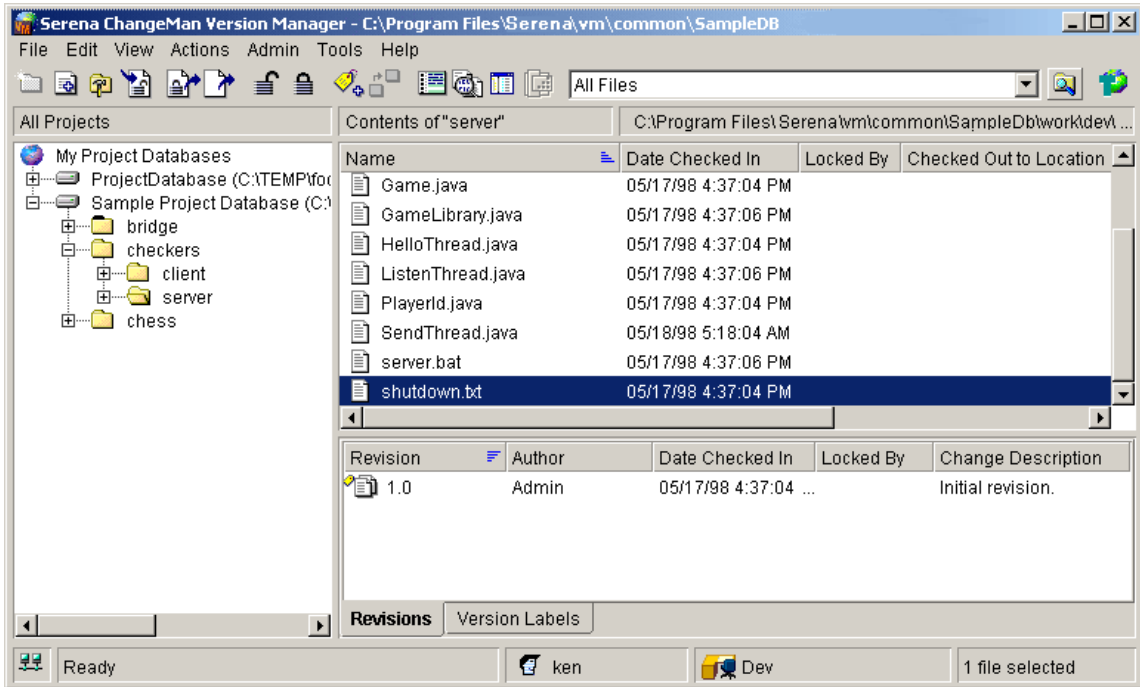 Serena ChangeMan Version Manager - C:\Program Files\Serena\vm\common\SampleDB
File Edit View Actions Admin Tools Help
All Files
All Projects
Contents of "server"
C:\Program Files\Serena\vm\common\SampleDb\work\dev\ ...
My Project Databases
ProjectDatabase (C:\TEMP\foo
Sample Project Database (C:\
bridge
checkers
client
server
chess
Name Date Checked In Locked By Checked Out to Location
Game.java 05/17/98 4:37:04 PM
GameLibrary.java 05/17/98 4:37:06 PM
HelloThread.java 05/17/98 4:37:04 PM
ListenThread.java 05/17/98 4:37:06 PM
PlayerId.java 05/17/98 4:37:04 PM
SendThread.java 05/18/98 5:18:04 AM
server.bat 05/17/98 4:37:06 PM
shutdown.txt 05/17/98 4:37:04 PM
Revision Author Date Checked In Locked By Change Description
1.0 Admin 05/17/98 4:37:04 ... Initial revision.
Revisions Version Labels
Ready ken Dev 1 file selected